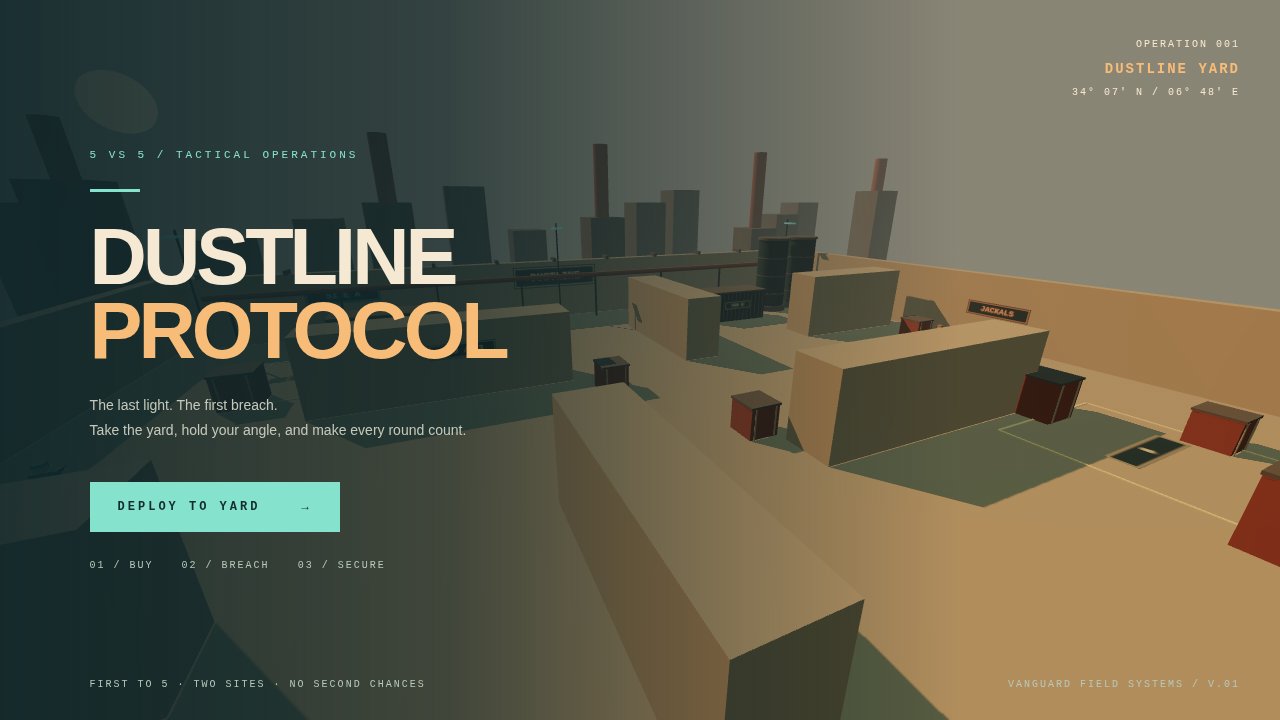 OPERATION 001
DUSTLINE YARD
34° 07' N / 06° 48' E
5 VS 5 / TACTICAL OPERATIONS
DUSTLINE
PROTOCOL
DUSTLINE
JACKALS
The last light. The first breach.
Take the yard, hold your angle, and make every round count.
DEPLOY TO YARD →
01 / BUY 02 / BREACH 03 / SECURE
FIRST TO 5 · TWO SITES · NO SECOND CHANCES
VANGUARD FIELD SYSTEMS / V.01